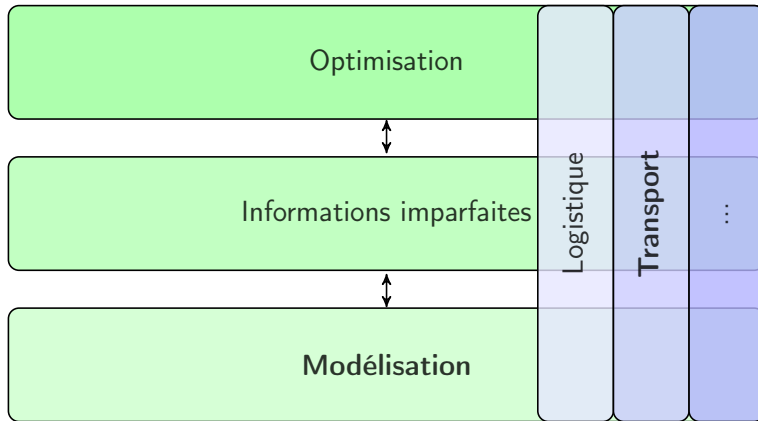 Optimisation
Informations imparfaites
Modélisation
Logistique
Transport
...